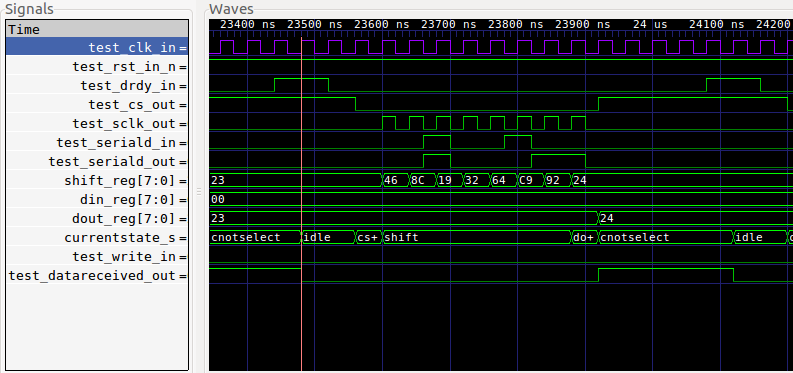 Signals
Waves
Time
23400 ns 23500 ns 23600 ns 23700 ns 23800 ns 23900 ns 24 us 24100 ns 24200
test_clk_in =
test_rst_in_n =
test_drdy_in =
test_cs_out =
test_sclk_out =
test_seriald_in =
test_seriald_out =
shift_reg[7:0] = 23 46 8C 19 32 64 C9 92 24
din_reg[7:0] = 00
dout_reg[7:0] = 23 24
currentstate_s = cnotselect idle cs+ shift do+ cnotselect idle c
test_write_in =
test_datareceived_out =